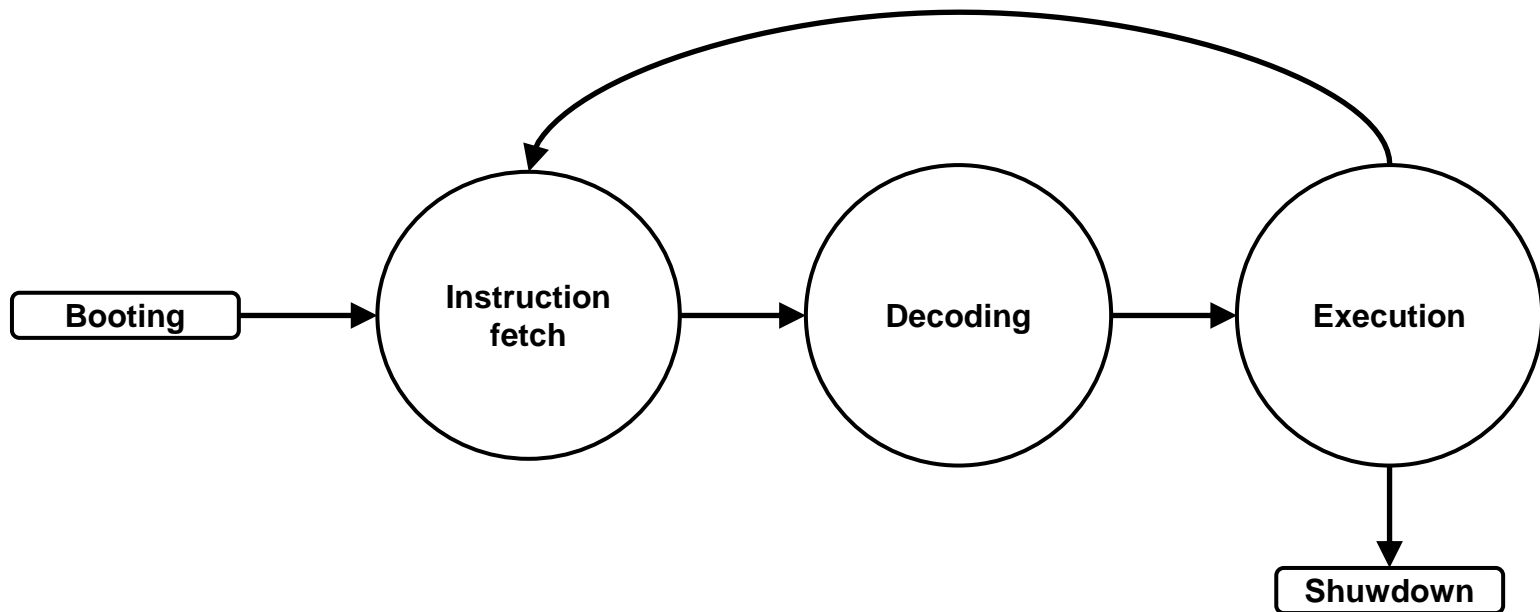 Booting
Instruction
fetch
Decoding
Execution
Shuwdown